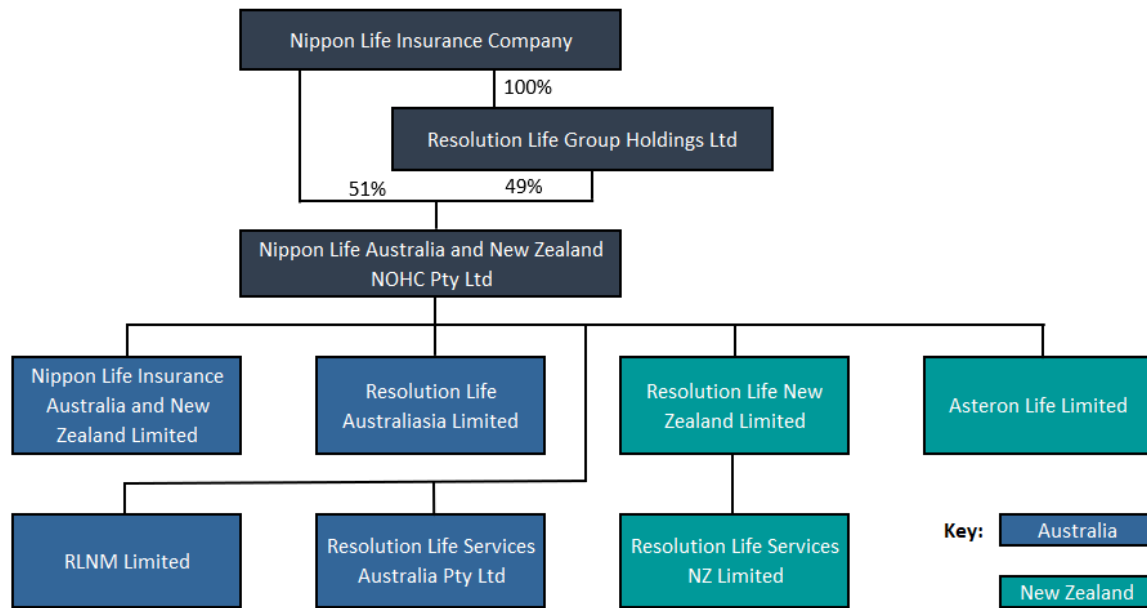 Nippon Life Insurance Company
100%
Resolution Life Group Holdings Ltd
51%
49%
Nippon Life Australia and New Zealand
NOHC Pty Ltd
Nippon Life Insurance
Australia and New
Zealand Limited
Resolution Life
Australiasia Limited
Resolution Life New
Zealand Limited
Asteron Life Limited
RLNM Limited
Resolution Life Services
Australia Pty Ltd
Resolution Life Services
NZ Limited
Key:
Australia
New Zealand